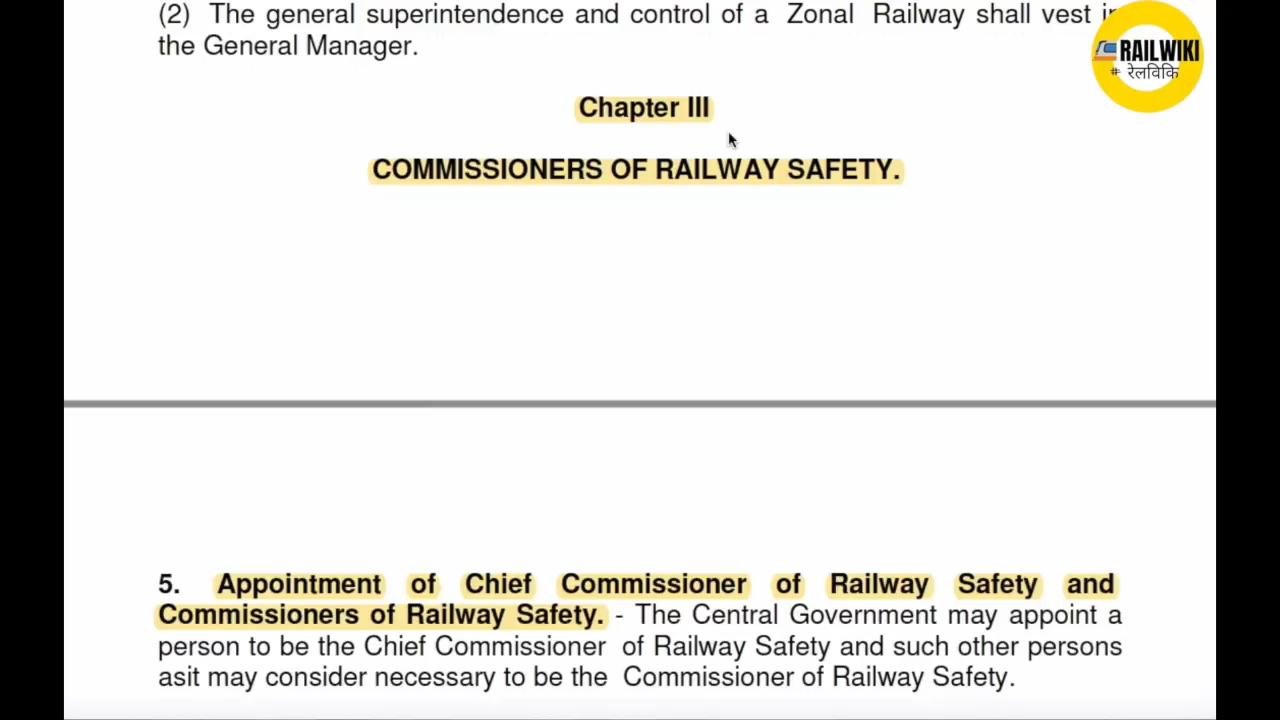 (2) The general superintendence and control of a Zonal Railway shall vest in
the General Manager.
RAILWIKI
# रेलविकि
Chapter III
COMMISSIONERS OF RAILWAY SAFETY.
5. Appointment of Chief Commissioner of Railway Safety and
Commissioners of Railway Safety. - The Central Government may appoint a
person to be the Chief Commissioner of Railway Safety and such other persons
asit may consider necessary to be the Commissioner of Railway Safety.